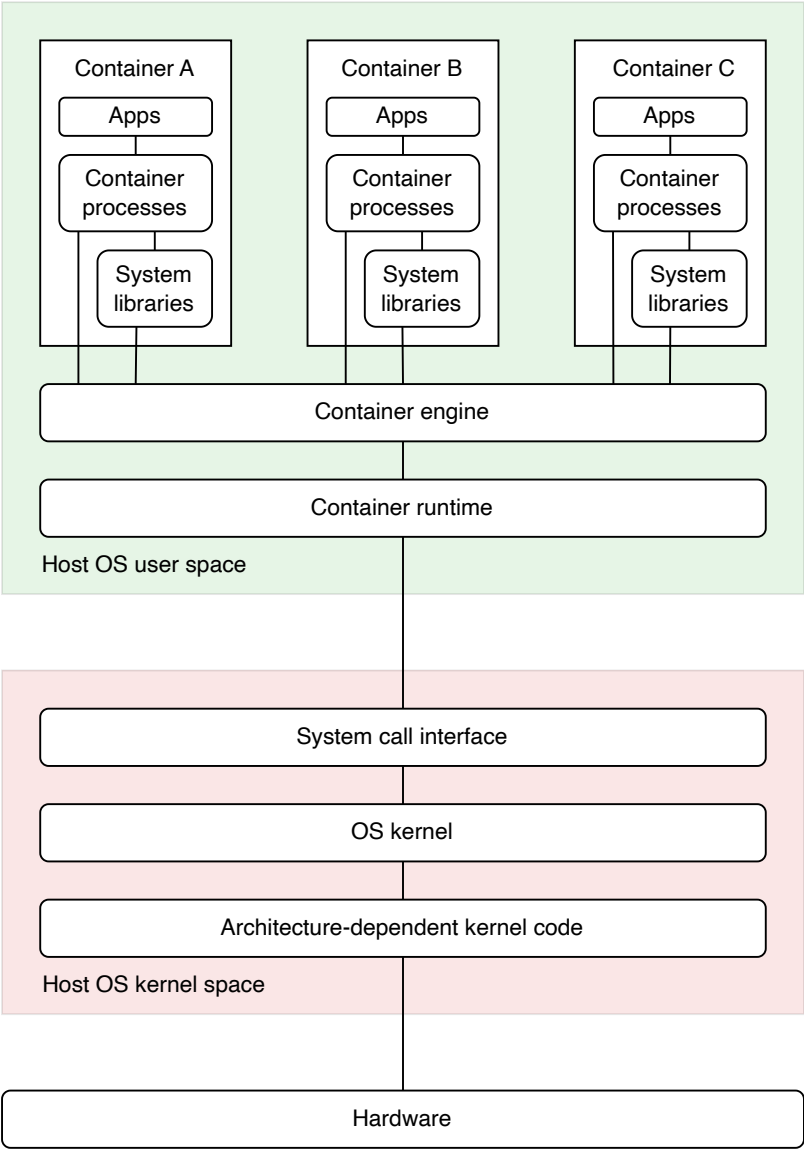 Container A
Container B
Container C
Apps
Apps
Apps
Container
processes
Container
processes
Container
processes
System
libraries
System
libraries
System
libraries
Container engine
Container runtime
Host OS user space
System call interface
OS kernel
Architecture-dependent kernel code
Host OS kernel space
Hardware